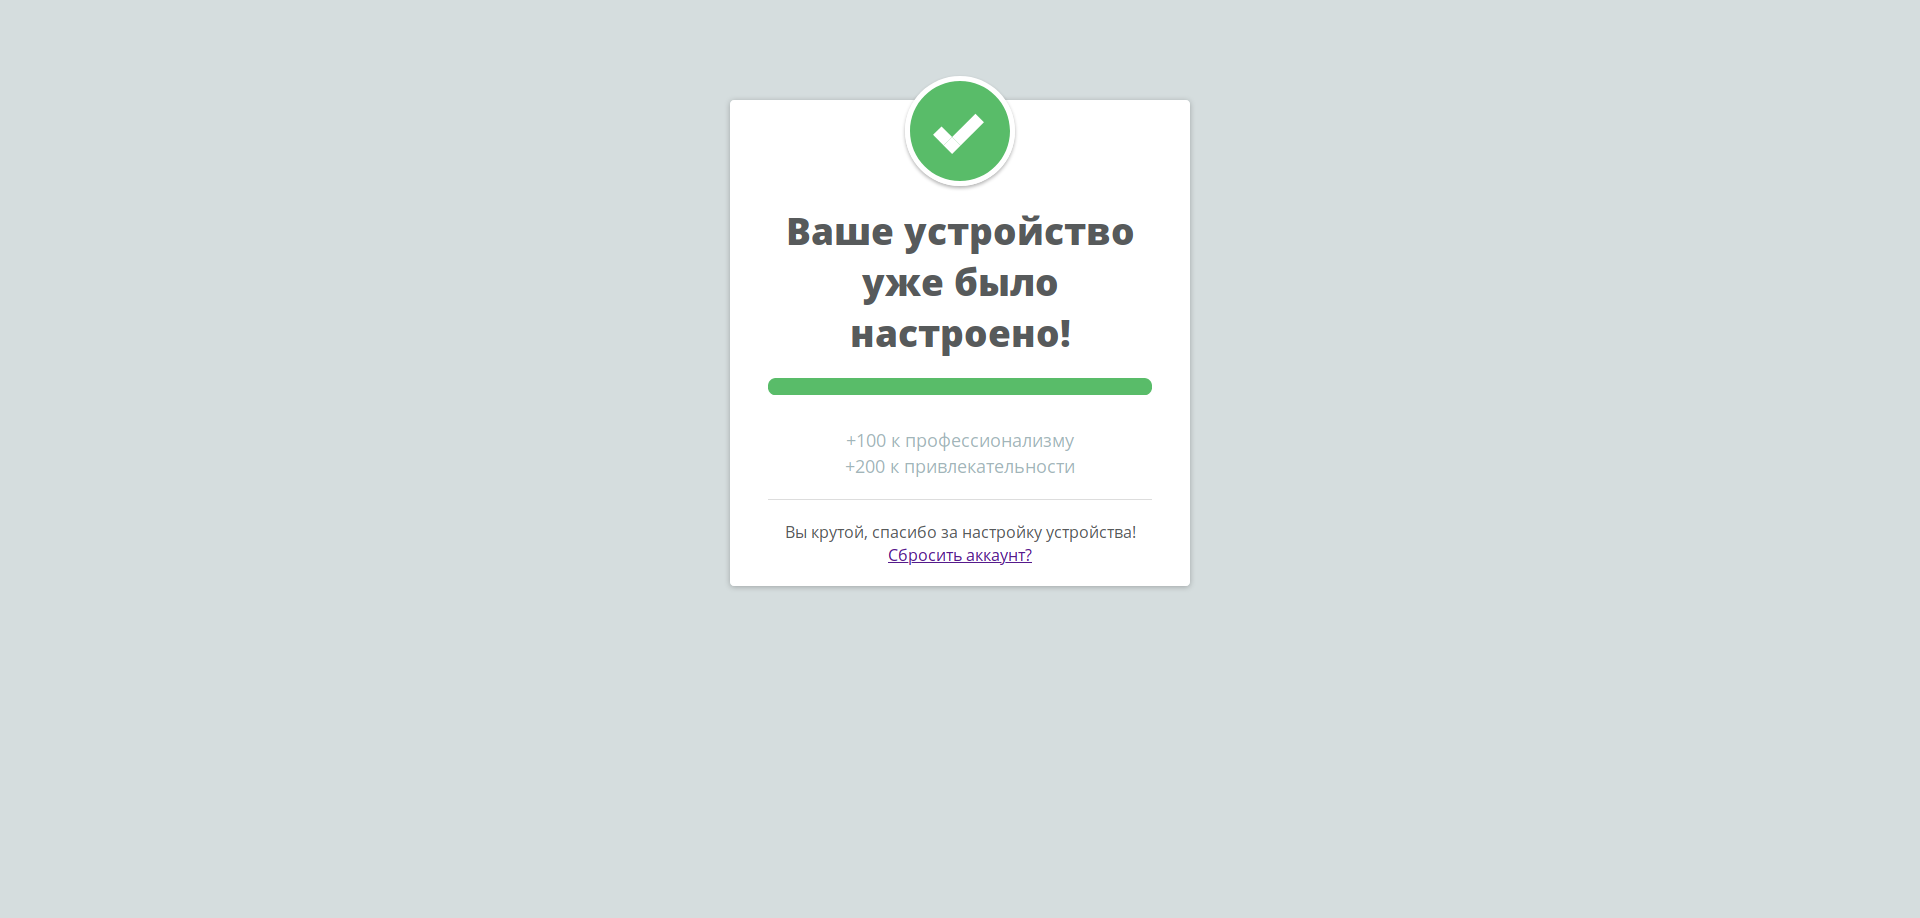 Ваше устройство
уже было
настроено!
+100 к профессионализму
+200 к привлекательности
Вы крутой, спасибо за настройку устройства!
Сбросить аккаунт?